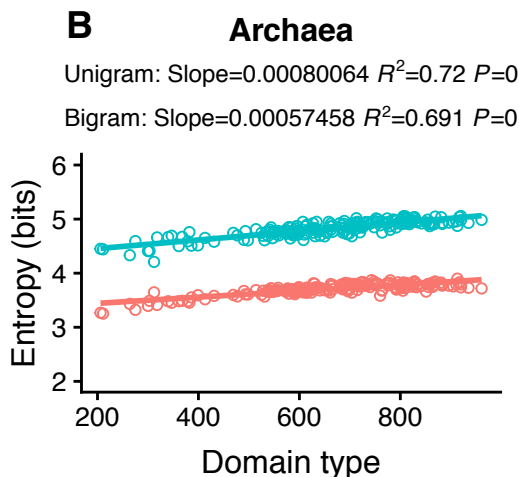 B Archaea
Unigram: Slope=0.00080064 R²=0.72 P=0
Bigram: Slope=0.00057458 R²=0.691 P=0
6
5
4
3
2
Entropy (bits)
200 400 600 800
Domain type